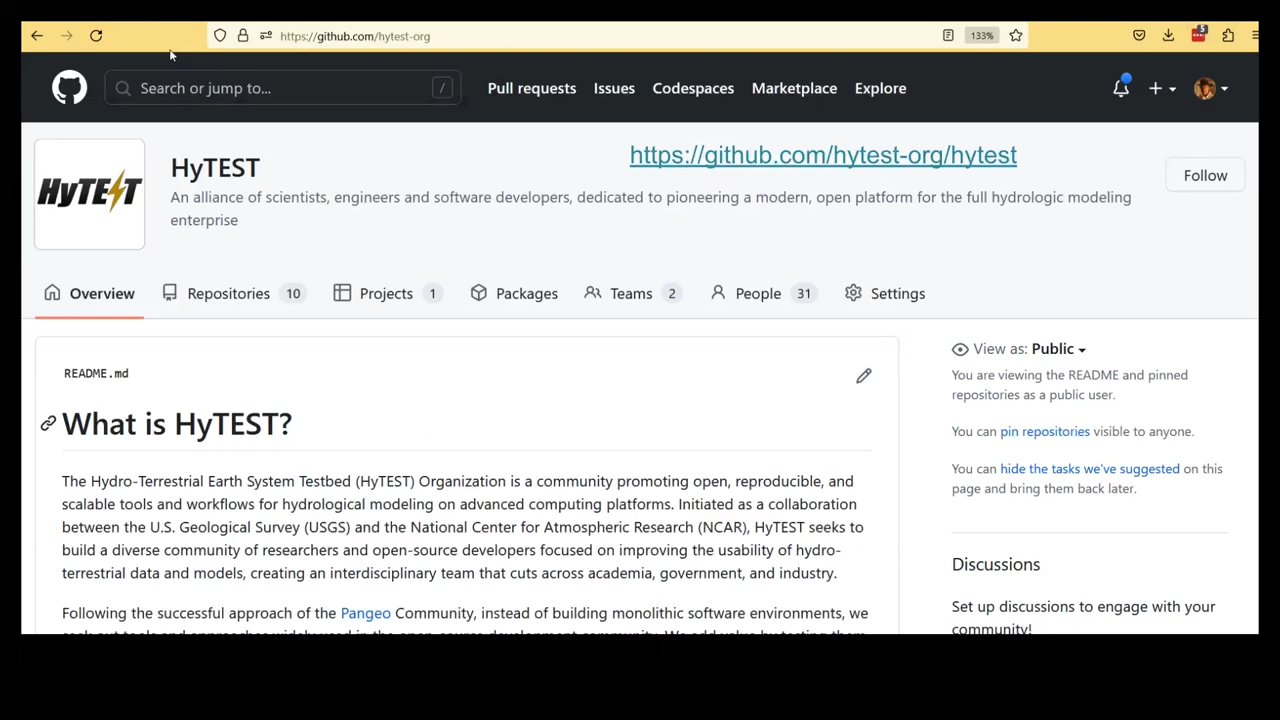 https://github.com/hytest-org
133%
5
Search or jump to...
/
Pull requests
Issues
Codespaces
Marketplace
Explore
HyTEST
HyTEST
https://github.com/hytest-org/hytest
Follow
An alliance of scientists, engineers and software developers, dedicated to pioneering a modern, open platform for the full hydrologic modeling
enterprise
Overview
Repositories 10
Projects 1
Packages
Teams 2
People 31
Settings
README.md
What is HyTEST?
The Hydro-Terrestrial Earth System Testbed (HyTEST) Organization is a community promoting open, reproducible, and
scalable tools and workflows for hydrological modeling on advanced computing platforms. Initiated as a collaboration
between the U.S. Geological Survey (USGS) and the National Center for Atmospheric Research (NCAR), HyTEST seeks to
build a diverse community of researchers and open-source developers focused on improving the usability of hydro-
terrestrial data and models, creating an interdisciplinary team that cuts across academia, government, and industry.
Following the successful approach of the Pangeo Community, instead of building monolithic software environments, we
View as: Public
You are viewing the README and pinned
repositories as a public user.
You can pin repositories visible to anyone.
You can hide the tasks we've suggested on this
page and bring them back later.
Discussions
Set up discussions to engage with your
community!